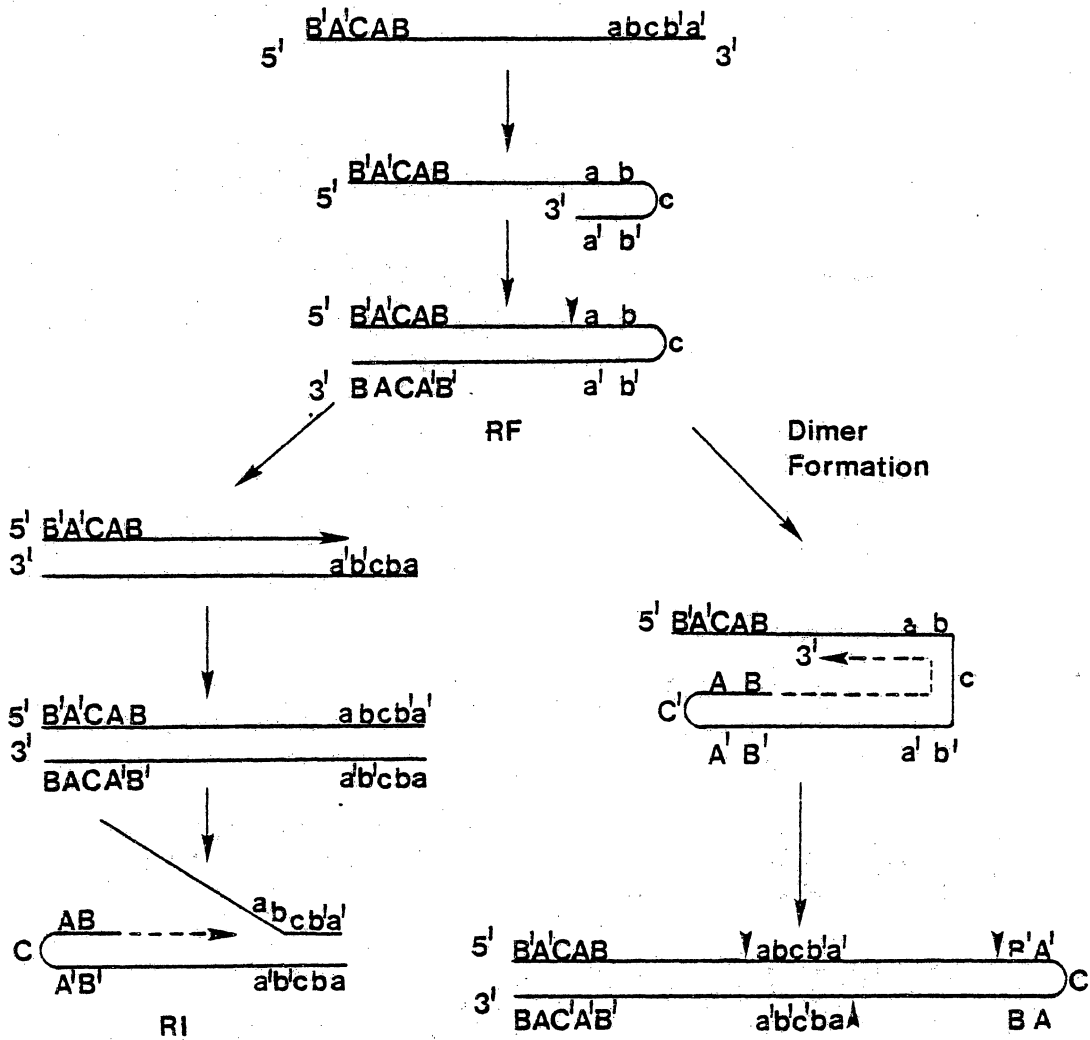 B'A'CAB abcb'a'
5' 3'
B'A'CAB a b
5' 3' c
a' b'
5' B'A'CAB a b
c
3' BACA'B' a' b'
RF
Dimer
Formation
5' B'A'CAB
3' a'b'cba
5' B'A'CAB a b
3'
A B c
C'
A' B' a' b'
5' B'A'CAB abcb'a'
3'
BACA'B' a'b'cba
AB abcb'a'
C
A'B' a'b'cba
RI
5' B'A'CAB abcb'a' B'A'
C
3'
BAC'A'B' a'b'c'ba BA